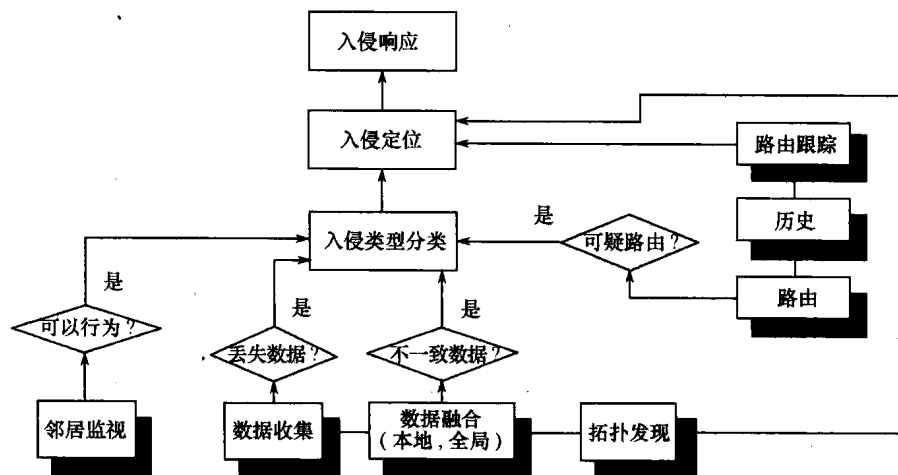 入侵响应
入侵定位
路由跟踪
历史
是
入侵类型分类
可疑路由?
路由
是
是
是
可以行为?
丢失数据?
不一致数据?
邻居监视
数据收集
数据融合
(本地,全局)
拓扑发现